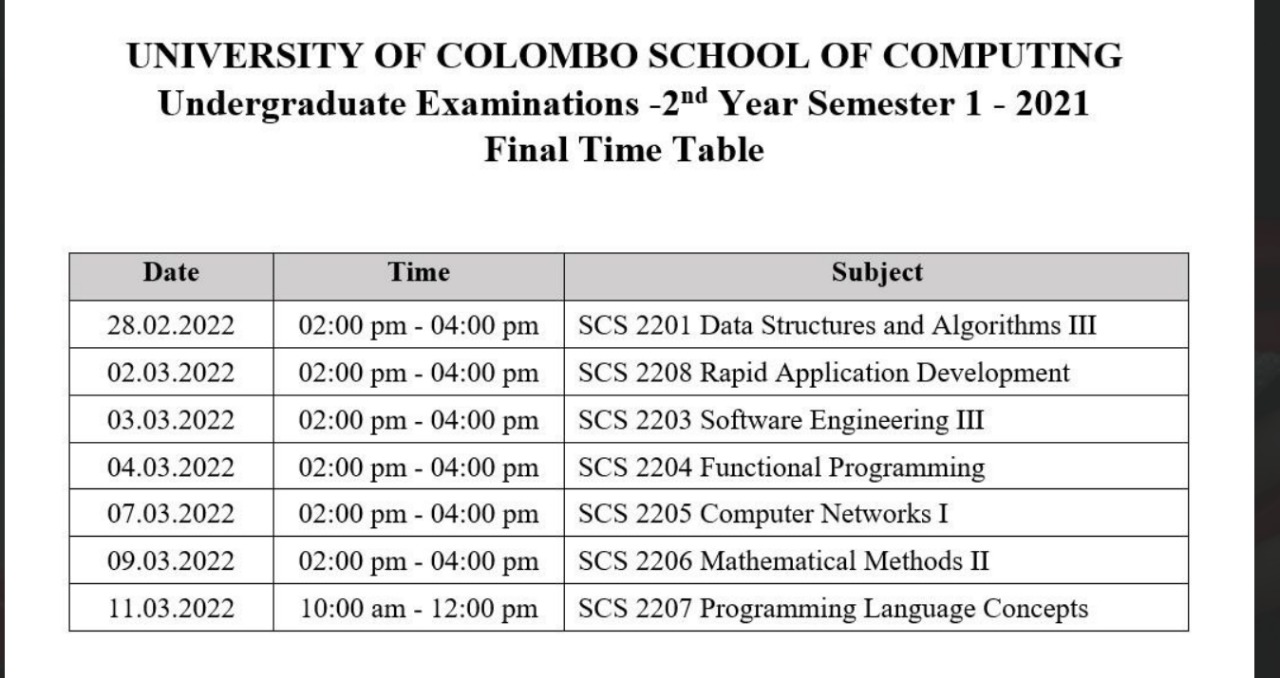 UNIVERSITY OF COLOMBO SCHOOL OF COMPUTING
Undergraduate Examinations -2nd Year Semester 1 - 2021
Final Time Table
Date Time Subject
28.02.2022 02:00 pm - 04:00 pm SCS 2201 Data Structures and Algorithms III
02.03.2022 02:00 pm - 04:00 pm SCS 2208 Rapid Application Development
03.03.2022 02:00 pm - 04:00 pm SCS 2203 Software Engineering III
04.03.2022 02:00 pm - 04:00 pm SCS 2204 Functional Programming
07.03.2022 02:00 pm - 04:00 pm SCS 2205 Computer Networks I
09.03.2022 02:00 pm - 04:00 pm SCS 2206 Mathematical Methods II
11.03.2022 10:00 am - 12:00 pm SCS 2207 Programming Language Concepts